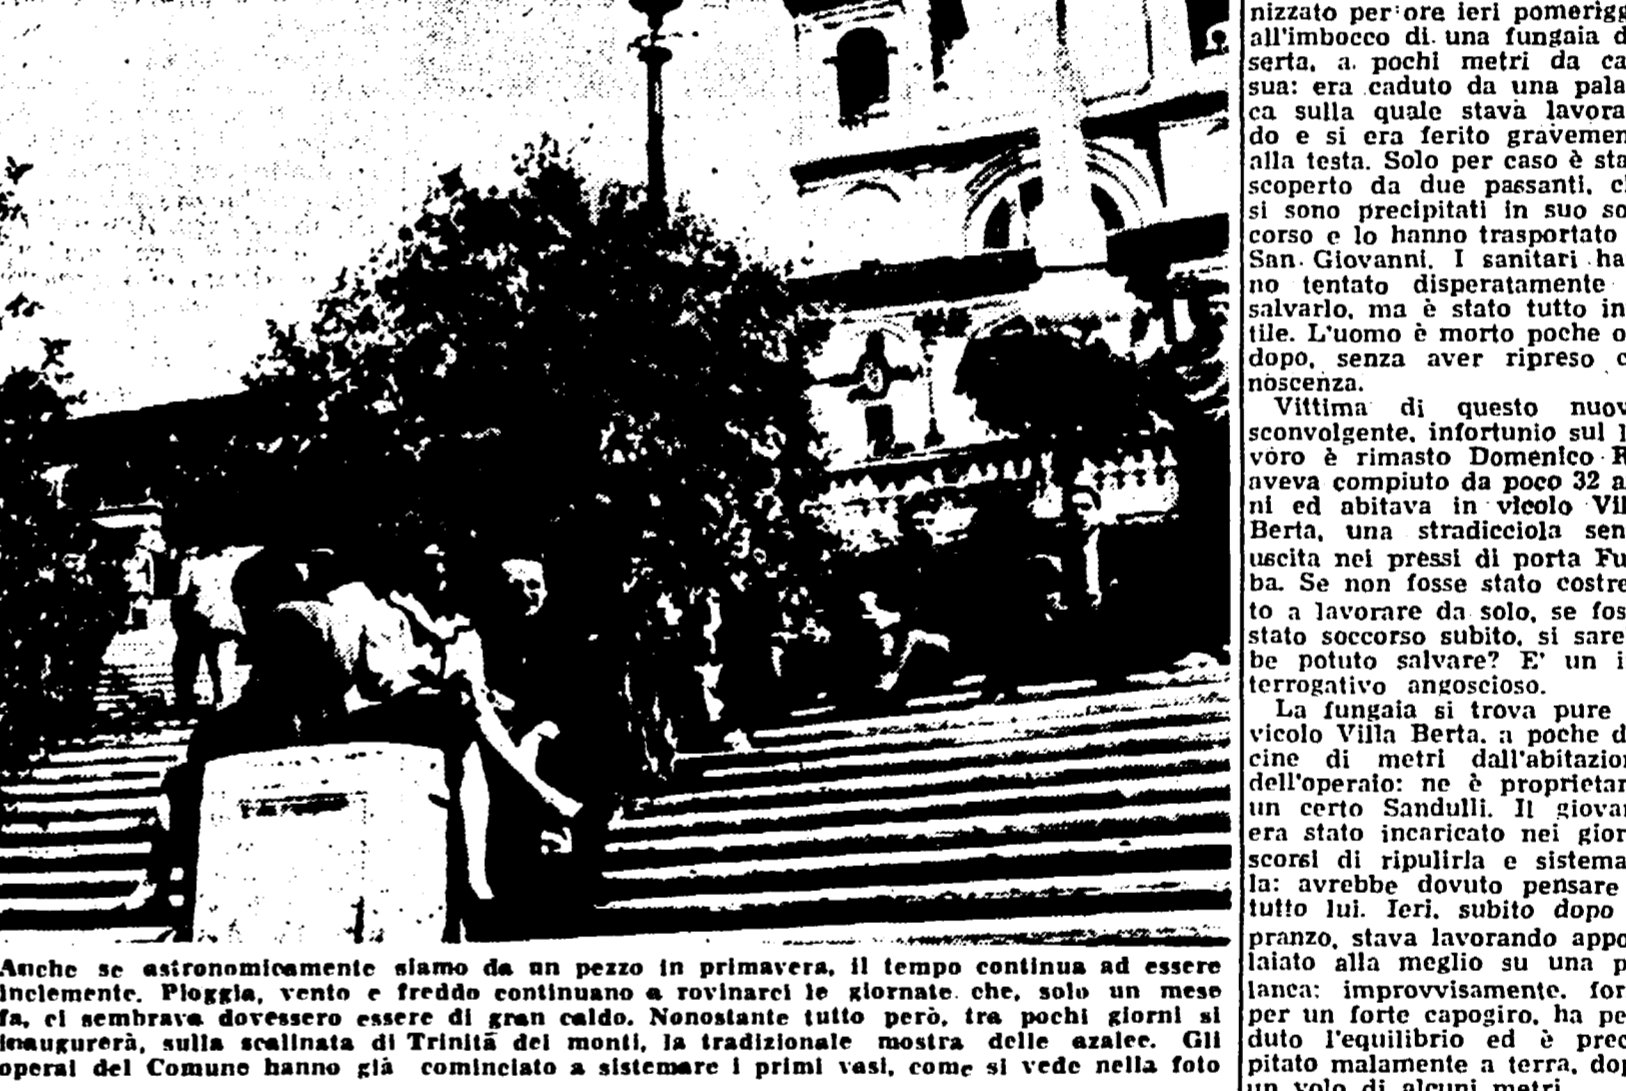 Anche se astronomicamente siamo da un pezzo in primavera, il tempo continua ad essere
inclemente. Pioggia, vento e freddo continuano a rovinarci le giornate che, solo un mese
fa, ci sembrava dovessero essere di gran caldo. Nonostante tutto però, tra pochi giorni si
inaugurerà, sulla scalinata di Trinità dei monti, la tradizionale mostra delle azalee. Gli
operai del Comune hanno già cominciato a sistemare i primi vasi, come si vede nella foto
nizzato per ore ieri pomerigg
all'imbocco di una fungaia d
serta, a pochi metri da ca
sua: era caduto da una pala
ca sulla quale stava lavora
do e si era ferito gravemen
alla testa. Solo per caso è sta
scoperto da due passanti, c
si sono precipitati in suo so
corso e lo hanno trasportato
San Giovanni. I sanitari ha
no tentato disperatamente
salvarlo, ma è stato tutto in
tile. L'uomo è morto poche o
dopo, senza aver ripreso c
noscenza.
Vittima di questo nuov
sconvolgente, infortunio sul l
voro è rimasto Domenico R
aveva compiuto da poco 32 a
ni ed abitava in vicolo Vil
Berta, una stradicciola sen
uscita nei pressi di porta Fu
ba. Se non fosse stato costre
to a lavorare da solo, se fos
stato soccorso subito, si sare
be potuto salvare? E' un i
terrogativo angoscioso.
La fungaia si trova pure
vicolo Villa Berta, a poche d
cine di metri dall'abitazion
dell'operaio: ne è proprietar
un certo Sandulli. Il giovan
era stato incaricato nei gior
scorsi di ripulirla e sistema
la: avrebbe dovuto pensare
tutto lui. Ieri, subito dopo
pranzo, stava lavorando appo
laiato alla meglio su una p
lanca: improvvisamente, for
per un forte capogiro, ha pe
duto l'equilibrio ed è prec
pitato malamente a terra, dop
un volo di alcuni metri.